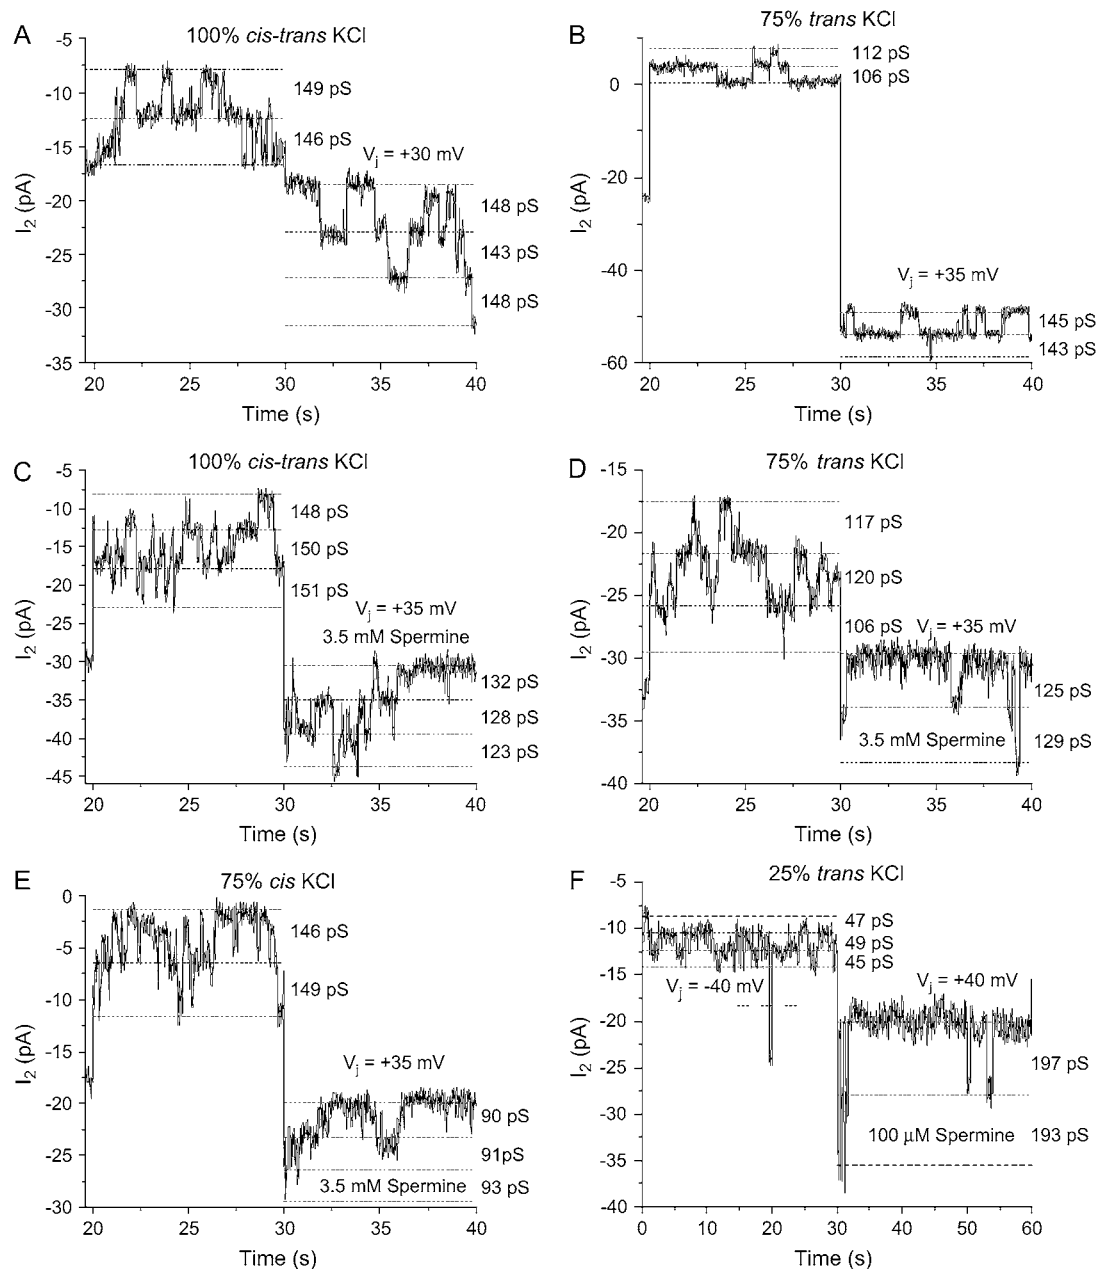 A
100% cis-trans KCl
-5
-10
-15
-20
-25
-30
-35
I2 (pA)
149 pS
146 pS
Vj = +30 mV
148 pS
143 pS
148 pS
20 25 30 35 40
Time (s)
B
75% trans KCl
0
-20
-40
-60
I2 (pA)
112 pS
106 pS
Vj = +35 mV
145 pS
143 pS
20 25 30 35 40
Time (s)
C
100% cis-trans KCl
-5
-10
-15
-20
-25
-30
-35
-40
-45
I2 (pA)
148 pS
150 pS
151 pS
Vj = +35 mV
3.5 mM Spermine
132 pS
128 pS
123 pS
20 25 30 35 40
Time (s)
D
75% trans KCl
-15
-20
-25
-30
-35
-40
I2 (pA)
117 pS
120 pS
106 pS
Vj = +35 mV
125 pS
3.5 mM Spermine
129 pS
20 25 30 35 40
Time (s)
E
75% cis KCl
0
-5
-10
-15
-20
-25
-30
I2 (pA)
146 pS
149 pS
Vj = +35 mV
90 pS
91pS
3.5 mM Spermine
93 pS
20 25 30 35 40
Time (s)
F
25% trans KCl
-5
-10
-15
-20
-25
-30
-35
-40
I2 (pA)
47 pS
49 pS
45 pS
Vj = -40 mV
Vj = +40 mV
197 pS
100 μM Spermine
193 pS
0 10 20 30 40 50 60
Time (s)